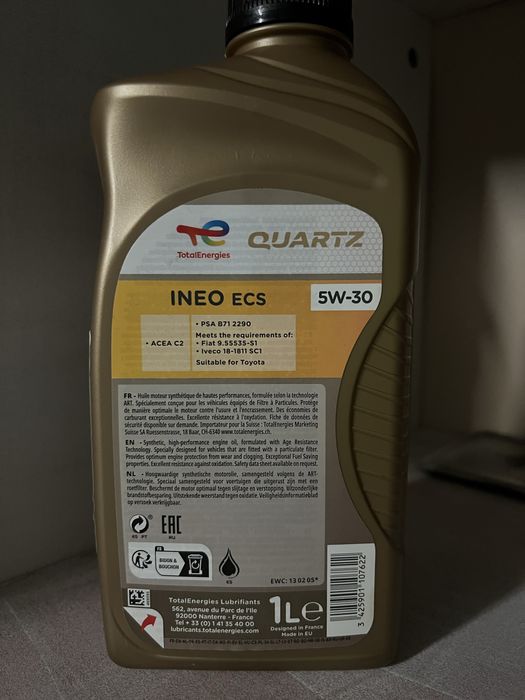 TotalEnergies
QUARTZ
INEO ECS
5W-30
• ACEA C2
• PSA B71 2290
Meets the requirements of:
• Fiat 9.55535-S1
• Iveco 18-1811 SC1
Suitable for Toyota
FR - Huile moteur synthétique de hautes performances, formulée selon la technologie
ART. Spécialement conçue pour les véhicules équipés de Filtre à Particules. Protège
de manière optimale le moteur contre l'usure et l'encrassement. Des économies de
carburant exceptionnelles. Excellente résistance à l'oxydation. Fiche de données de
sécurité disponible sur demande. Importateur pour la Suisse : TotalEnergies Marketing
Suisse SA Ruessenstrasse, 18 Baar, CH-6340 www.totalenergies.ch.
EN - Synthetic, high-performance engine oil, formulated with Age Resistance
Technology. Specially designed for vehicles that are fitted with a particulate filter.
Provides optimum engine protection from wear and clogging. Exceptional Fuel Saving
properties. Excellent resistance against oxidation. Safety data sheet available on request.
NL - Hoogwaardige synthetische motorolie, samengesteld volgens de ART-
technologie. Speciaal samengesteld voor voertuigen die uitgerust zijn met een
roetfilter. Beschermt de motor optimaal tegen slijtage en verstopping. Uitzonderlijke
brandstofbesparing. Uitstekende weerstand tegen oxidatie. Veiligheidsinformatieblad
op verzoek verkrijgbaar.
ES PT
EAC
RU
FR
BIDON &
BOUCHON
ES
EWC: 13 02 05*
TotalEnergies Lubrifiants
562, avenue du Parc de l'Ile
92000 Nanterre - France
Tel + 33 (0) 1 41 35 40 00
lubricants.totalenergies.com
1L e
Designed in France
Made in EU
3 425901 107622